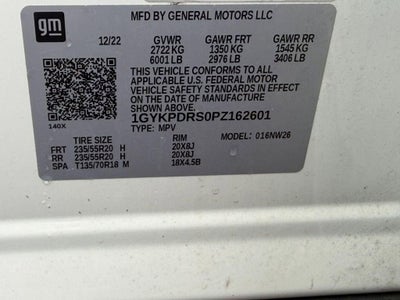 gm
MFD BY GENERAL MOTORS LLC
12/22 GVWR GAWR FRT GAWR RR
2722 KG 1350 KG 1545 KG
6001 LB 2976 LB 3406 LB
THIS VEHICLE CONFORMS TO ALL
APPLICABLE U.S. FEDERAL MOTOR
VEHICLE SAFETY STANDARDS IN EFFECT
ON THE DATE OF MANUFACTURE SHOWN ABOVE.
140X
1GYKPDRS0PZ162601
TYPE: MPV
TIRE SIZE RIM MODEL: 016NW26
FRT 235/55R20 H 20X8J
RR 235/55R20 H 20X8J
SPA T135/70R18 M 18X4.5B